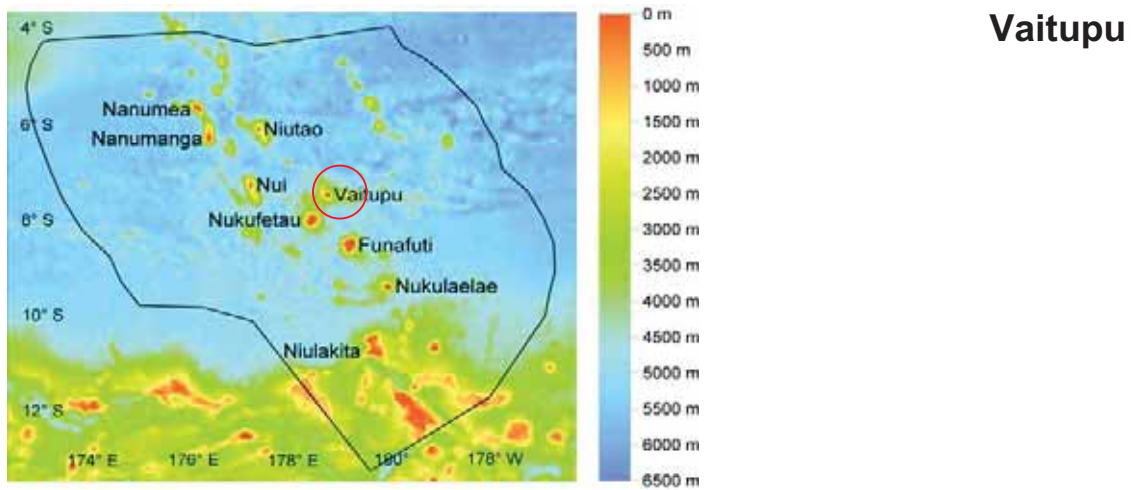 Vaitupu
4° S
Nanumea
6° S
Nanumanga
Niutao
Nui
Vaitupu
8° S
Nukufetau
Funafuti
Nukulaelae
10° S
Niulakita
12° S
174° E 176° E 178° E 180° 178° W
0 m
500 m
1000 m
1500 m
2000 m
2500 m
3000 m
3500 m
4000 m
4500 m
5000 m
5500 m
6000 m
6500 m